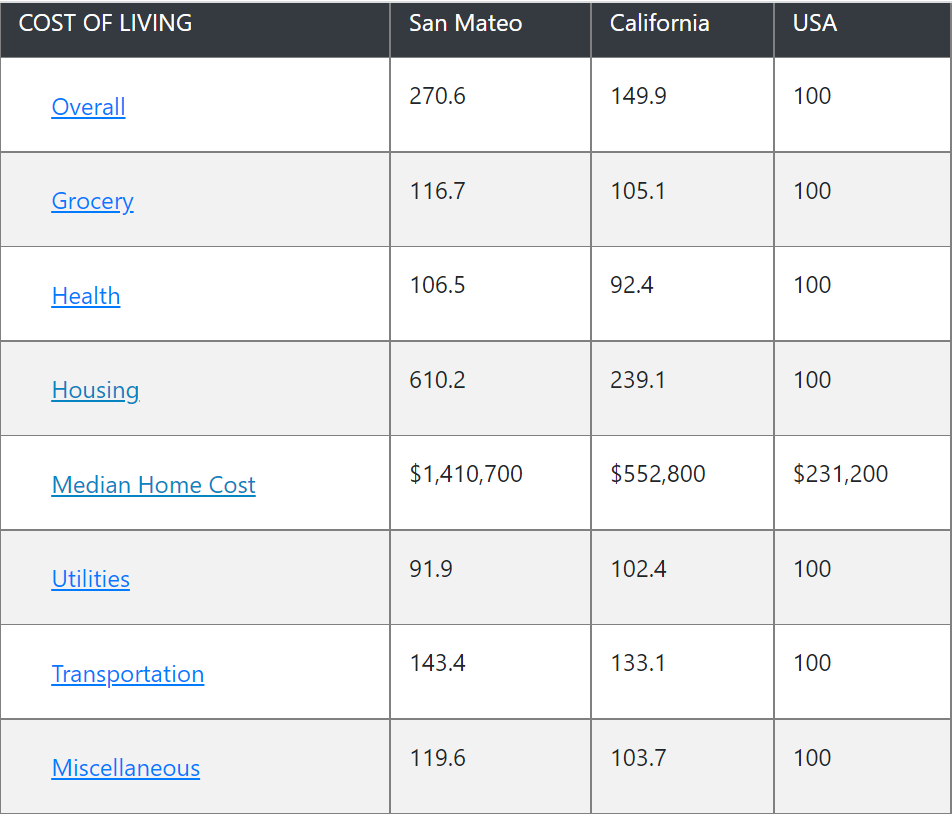 COST OF LIVING San Mateo California USA
Overall 270.6 149.9 100
Grocery 116.7 105.1 100
Health 106.5 92.4 100
Housing 610.2 239.1 100
Median Home Cost $1,410,700 $552,800 $231,200
Utilities 91.9 102.4 100
Transportation 143.4 133.1 100
Miscellaneous 119.6 103.7 100